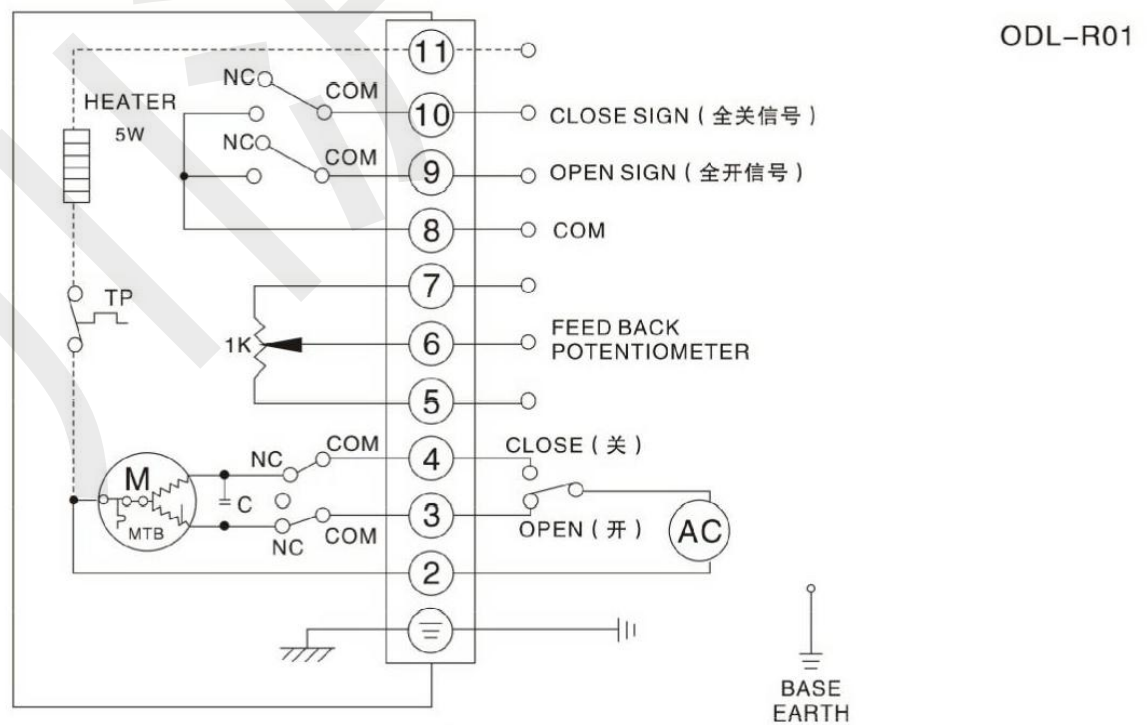 ODL-R01
11
NC
COM
HEATER
5W
10
CLOSE SIGN ( 全关信号 )
NC
COM
9
OPEN SIGN ( 全开信号 )
8
COM
7
TP
1K
6
FEED BACK
POTENTIOMETER
5
CLOSE ( 关 )
COM
NC
4
M
C
MTB
3
NC
COM
OPEN ( 开 )
AC
2
BASE
EARTH